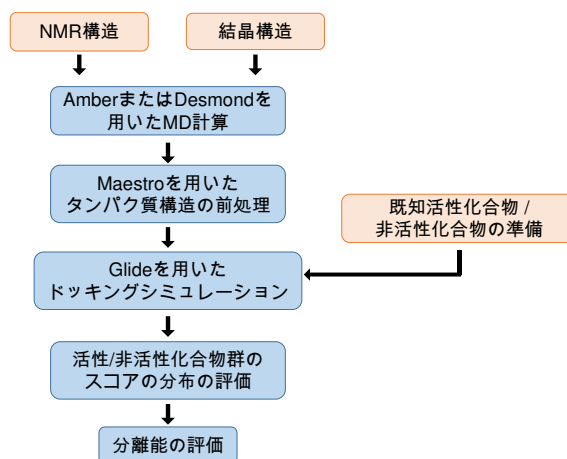 NMR構造
結晶構造
AmberまたはDesmondを
用いたMD計算
Maestroを用いた
タンパク質構造の前処理
既知活性化合物 /
非活性化合物の準備
Glideを用いた
ドッキングシミュレーション
活性/非活性化合物群の
スコアの分布の評価
分離能の評価